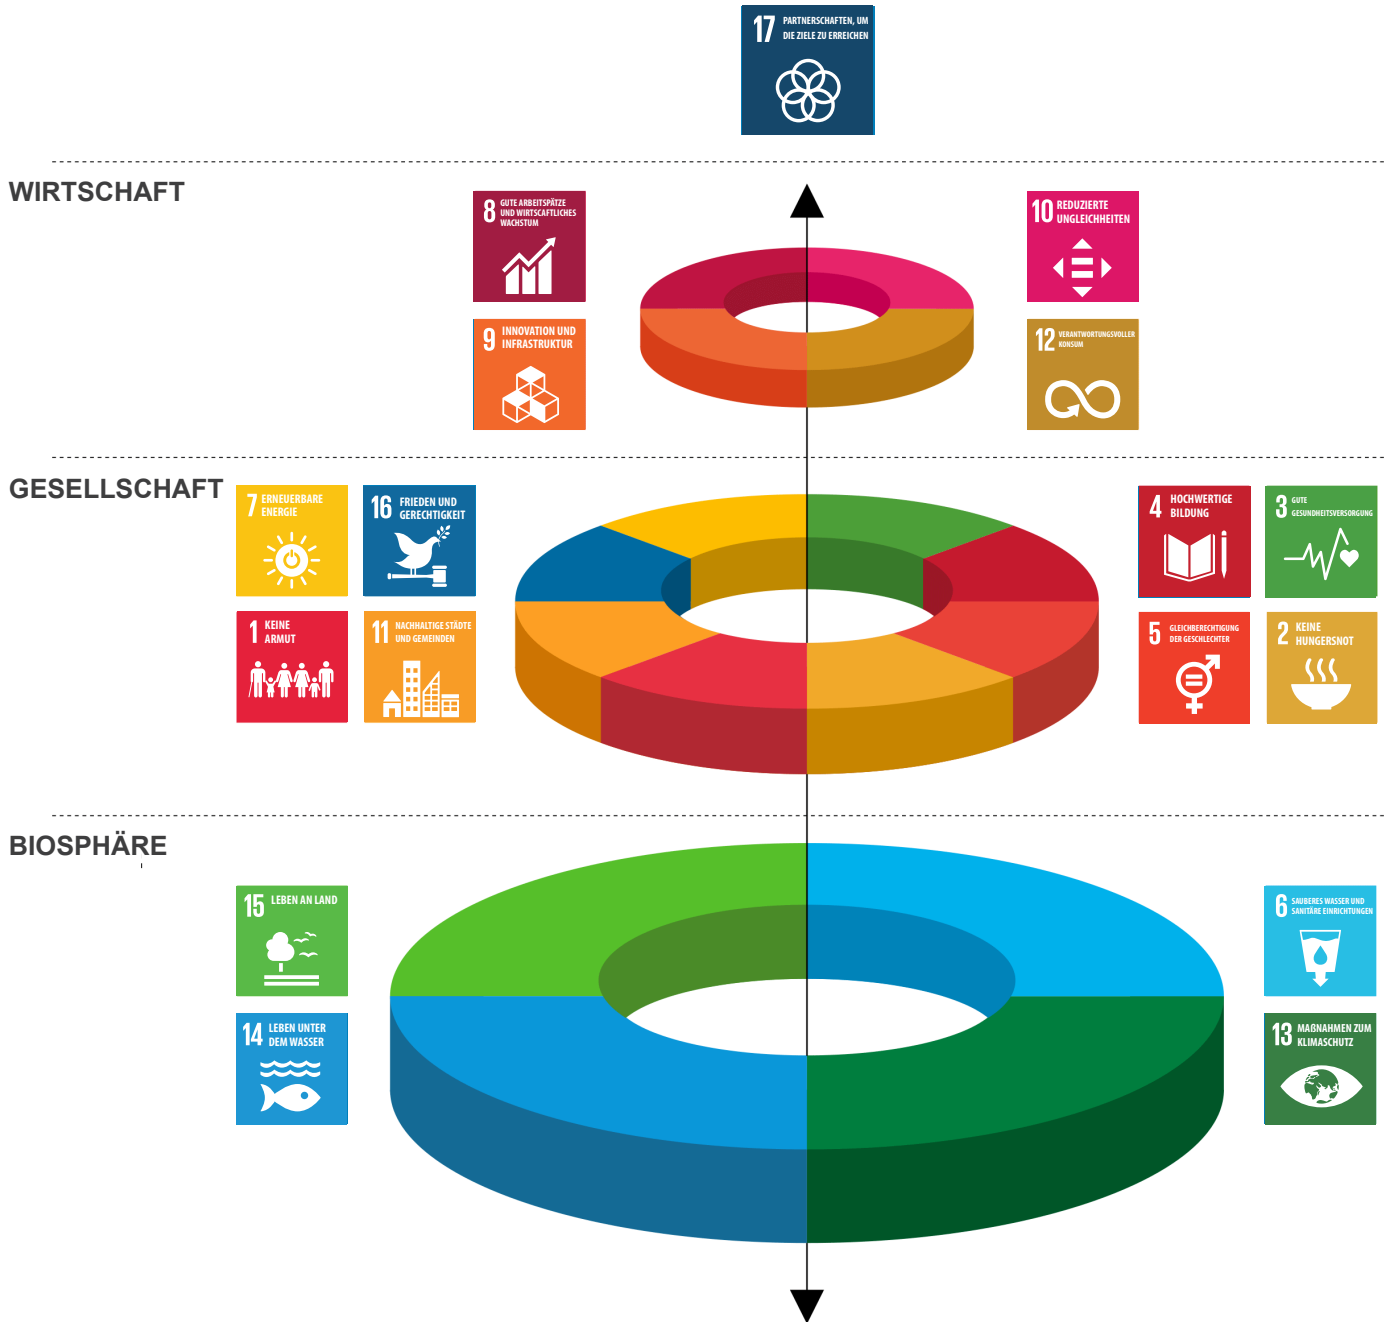 17 PARTNERSCHAFTEN, UM
DIE ZIELE ZU ERREICHEN
WIRTSCHAFT
8 GUTE ARBEITSPÄTZE
UND WIRTSCAFTLICHES
WACHSTUM
10 REDUZIERTE
UNGLEICHHEITEN
9 INNOVATION UND
INFRASTRUKTUR
12 VERANTWORTUNGSVOLLER
KONSUM
GESELLSCHAFT
7 ERNEUERBARE
ENERGIE
16 FRIEDEN UND
GERECHTIGKEIT
4 HOCHWERTIGE
BILDUNG
3 GUTE
GESUNDHEITSVERSORGUNG
1 KEINE
ARMUT
11 NACHHALTIGE STÄDTE
UND GEMEINDEN
5 GLEICHBERECHTIGUNG
DER GESCHLECHTER
2 KEINE
HUNGERSNOT
BIOSPHÄRE
15 LEBEN AN LAND
6 SAUBERES WASSER UND
SANITÄRE EINRICHTUNGEN
14 LEBEN UNTER
DEM WASSER
13 MAßNAHMEN ZUM
KLIMASCHUTZ